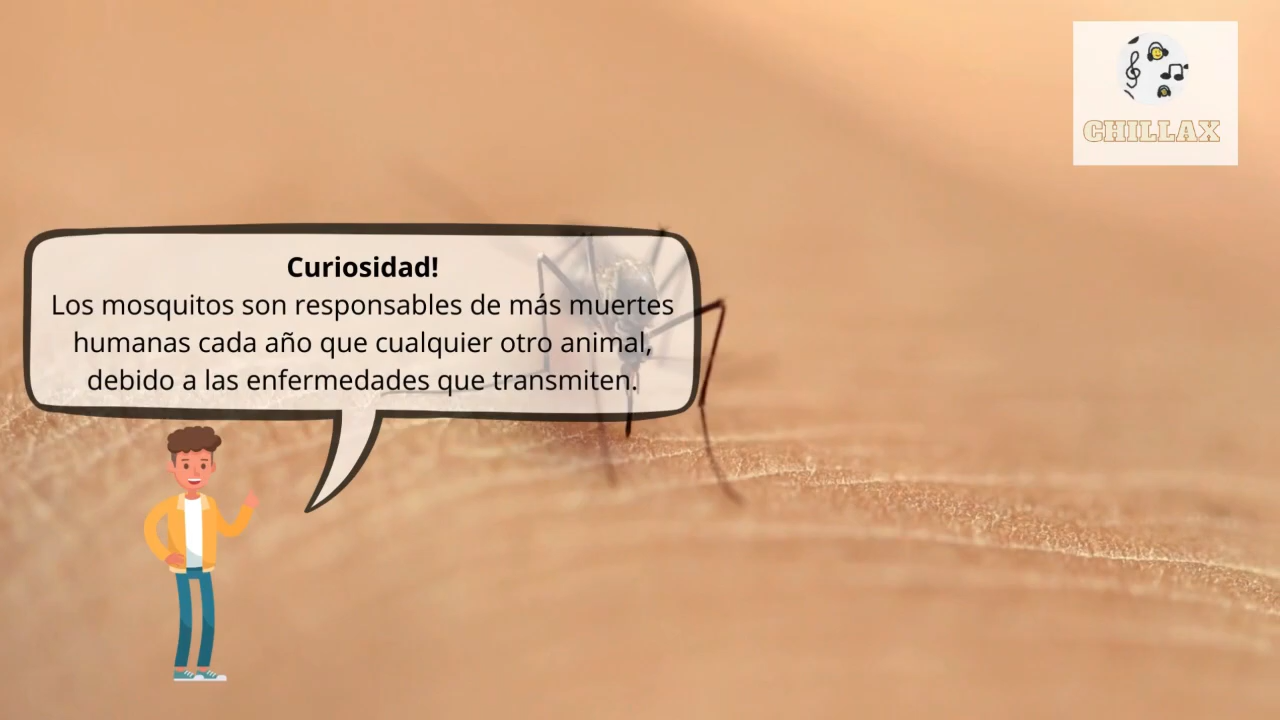 CHILLAX
Curiosidad!
Los mosquitos son responsables de más muertes
humanas cada año que cualquier otro animal,
debido a las enfermedades que transmiten.